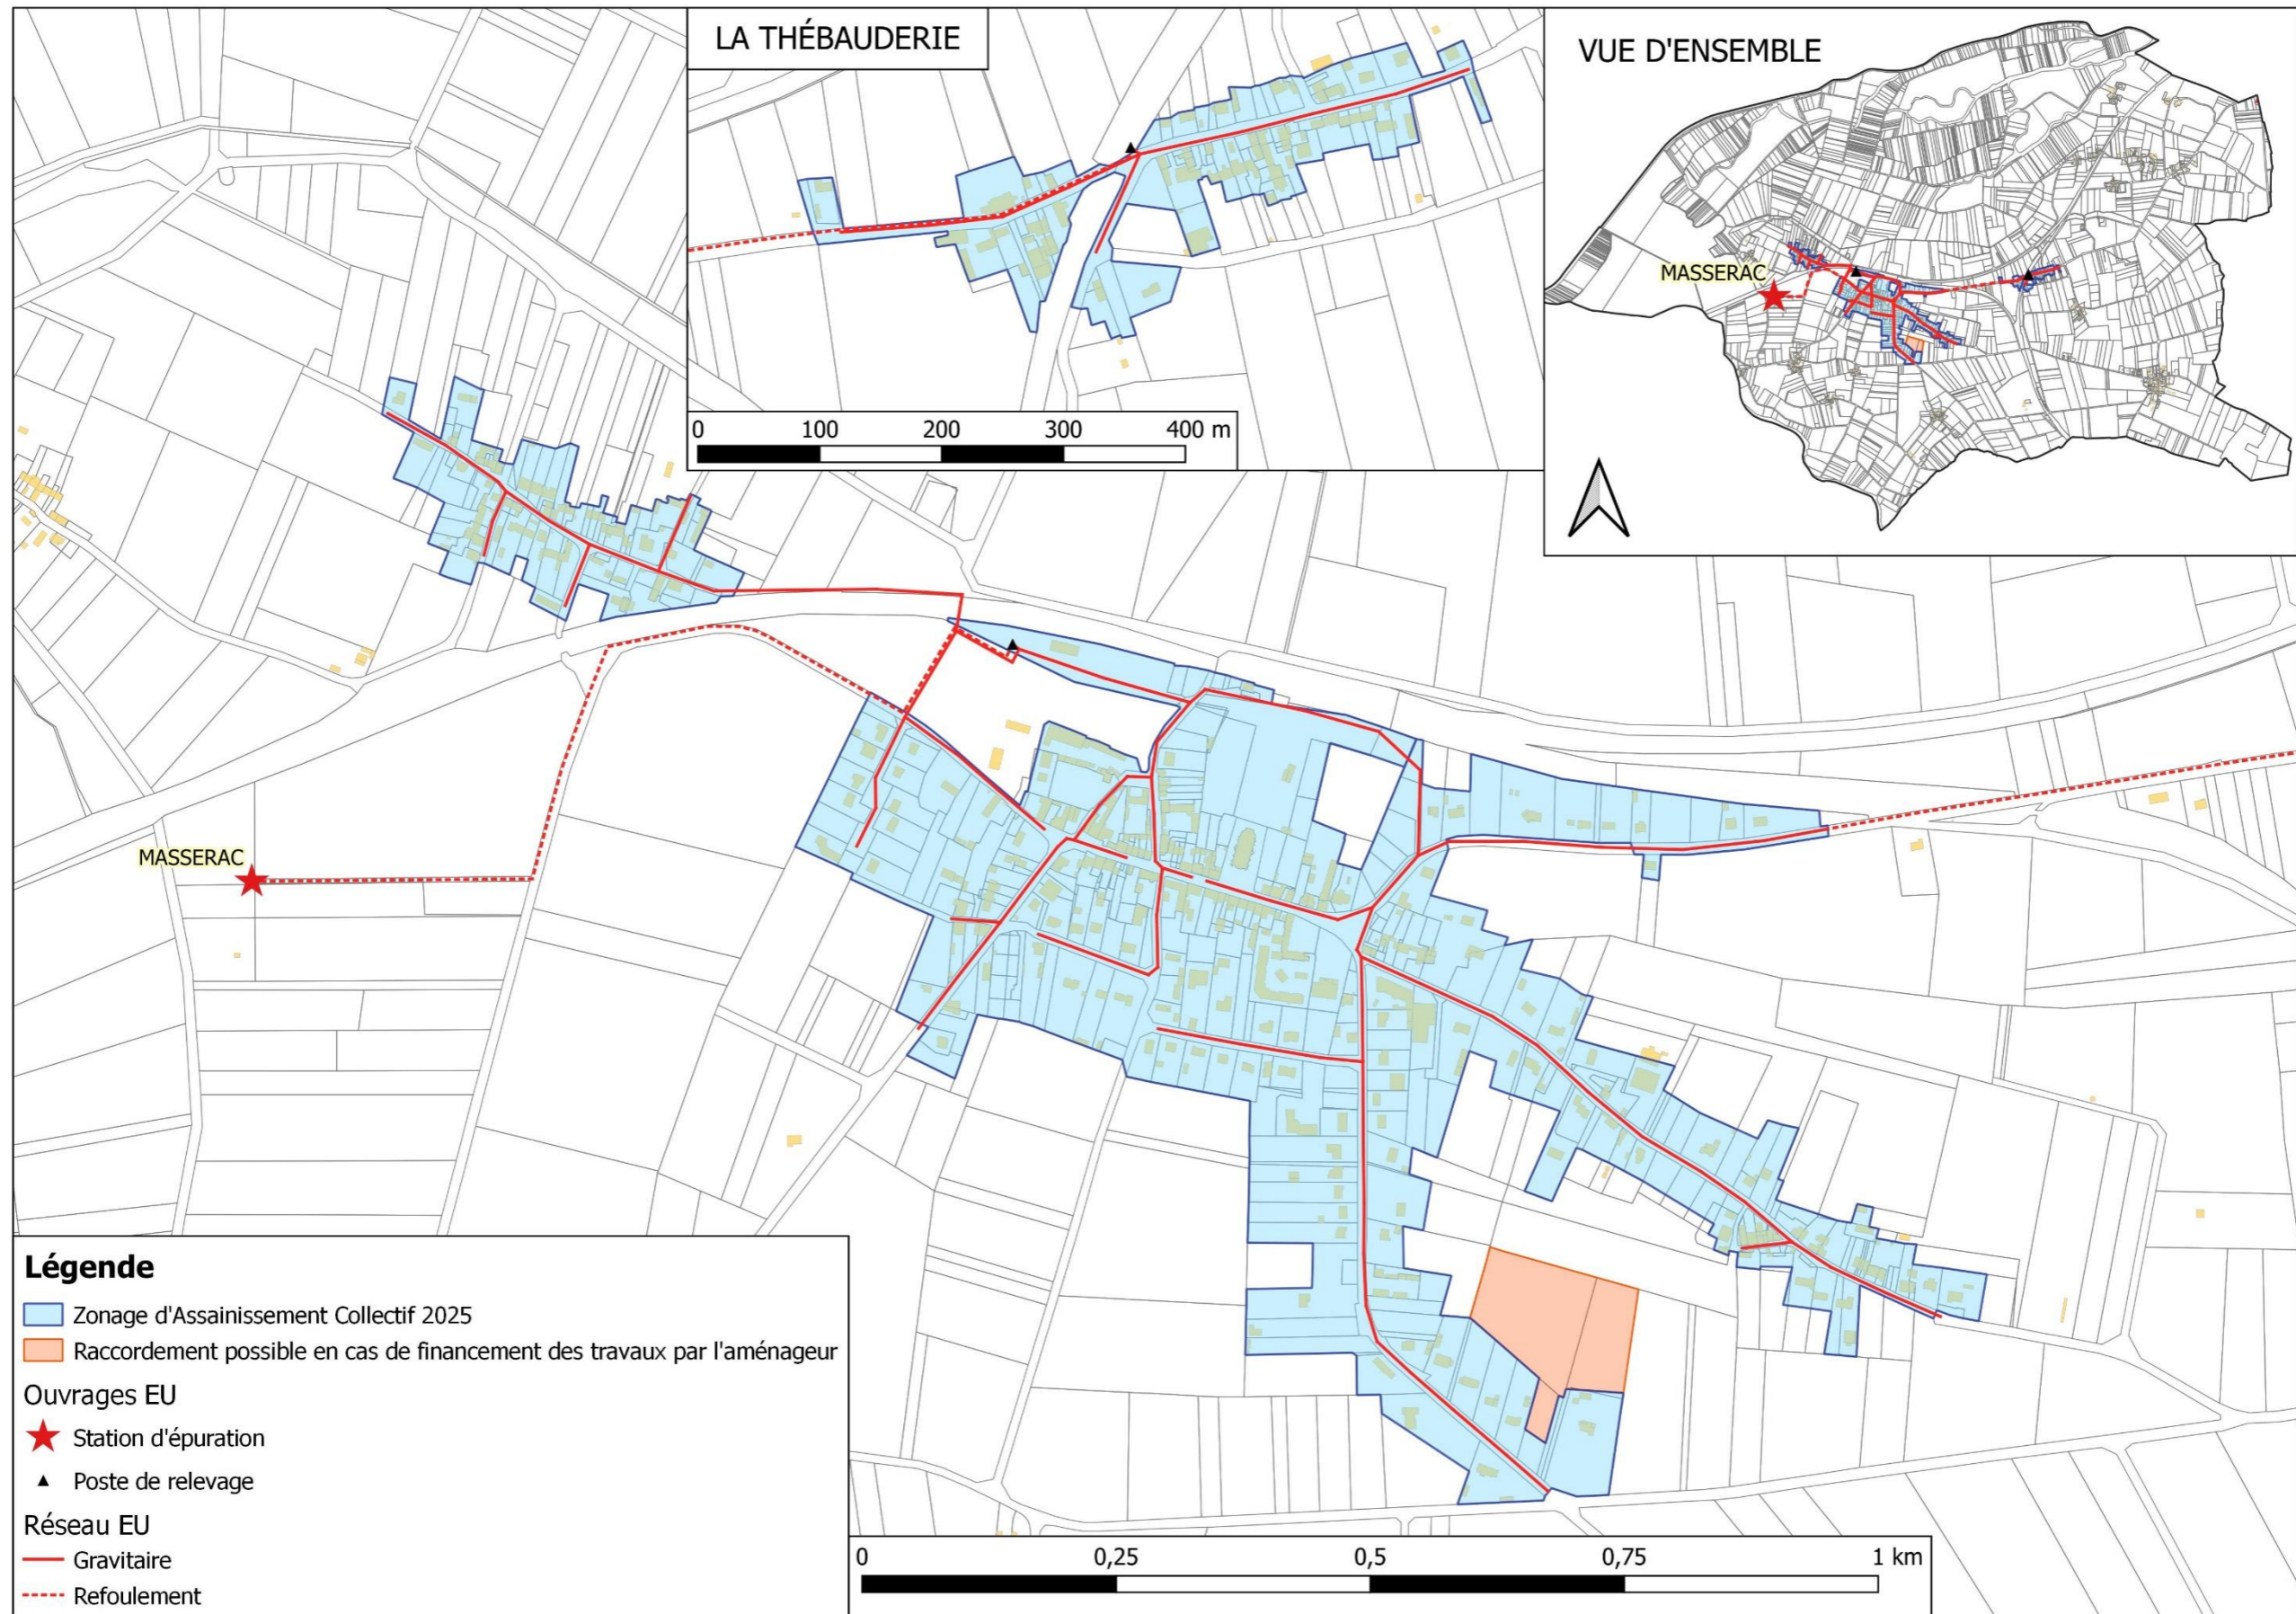 LA THÉBAUDERIE
0 100 200 300 400 m
VUE D'ENSEMBLE
MASSERAC
MASSERAC
Légende
Zonage d'Assainissement Collectif 2025
Raccordement possible en cas de financement des travaux par l'aménageur
Ouvrages EU
Station d'épuration
Poste de relevage
Réseau EU
Gravitaire
Refoulement
0 0,25 0,5 0,75 1 km